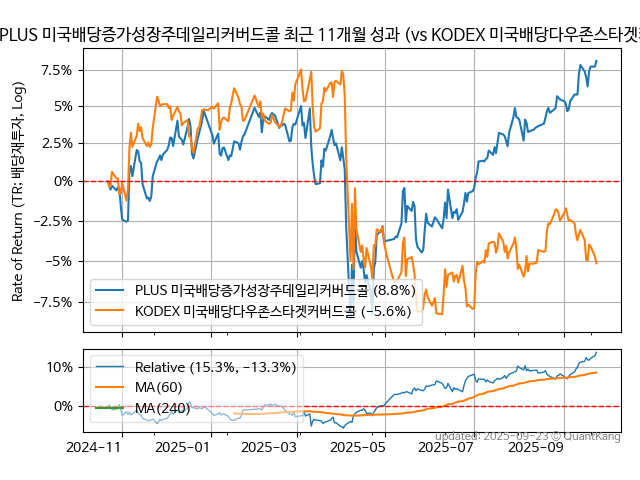 PLUS 미국배당증가성장주데일리커버드콜 최근 11개월 성과 (vs KODEX 미국배당다우존스타겟
Rate of Return (TR: 배당재투자, Log)
7.5%
5%
2.5%
0%
−2.5%
−5%
−7.5%
PLUS 미국배당증가성장주데일리커버드콜 (8.8%)
KODEX 미국배당다우존스타겟커버드콜 (−5.6%)
10%
0%
Relative (15.3%, −13.3%)
MA(60)
MA(240)
2024−11
2025−01
2025−03
2025−05
2025−07
2025−09
updated: 2025-09-23 © QuantKang